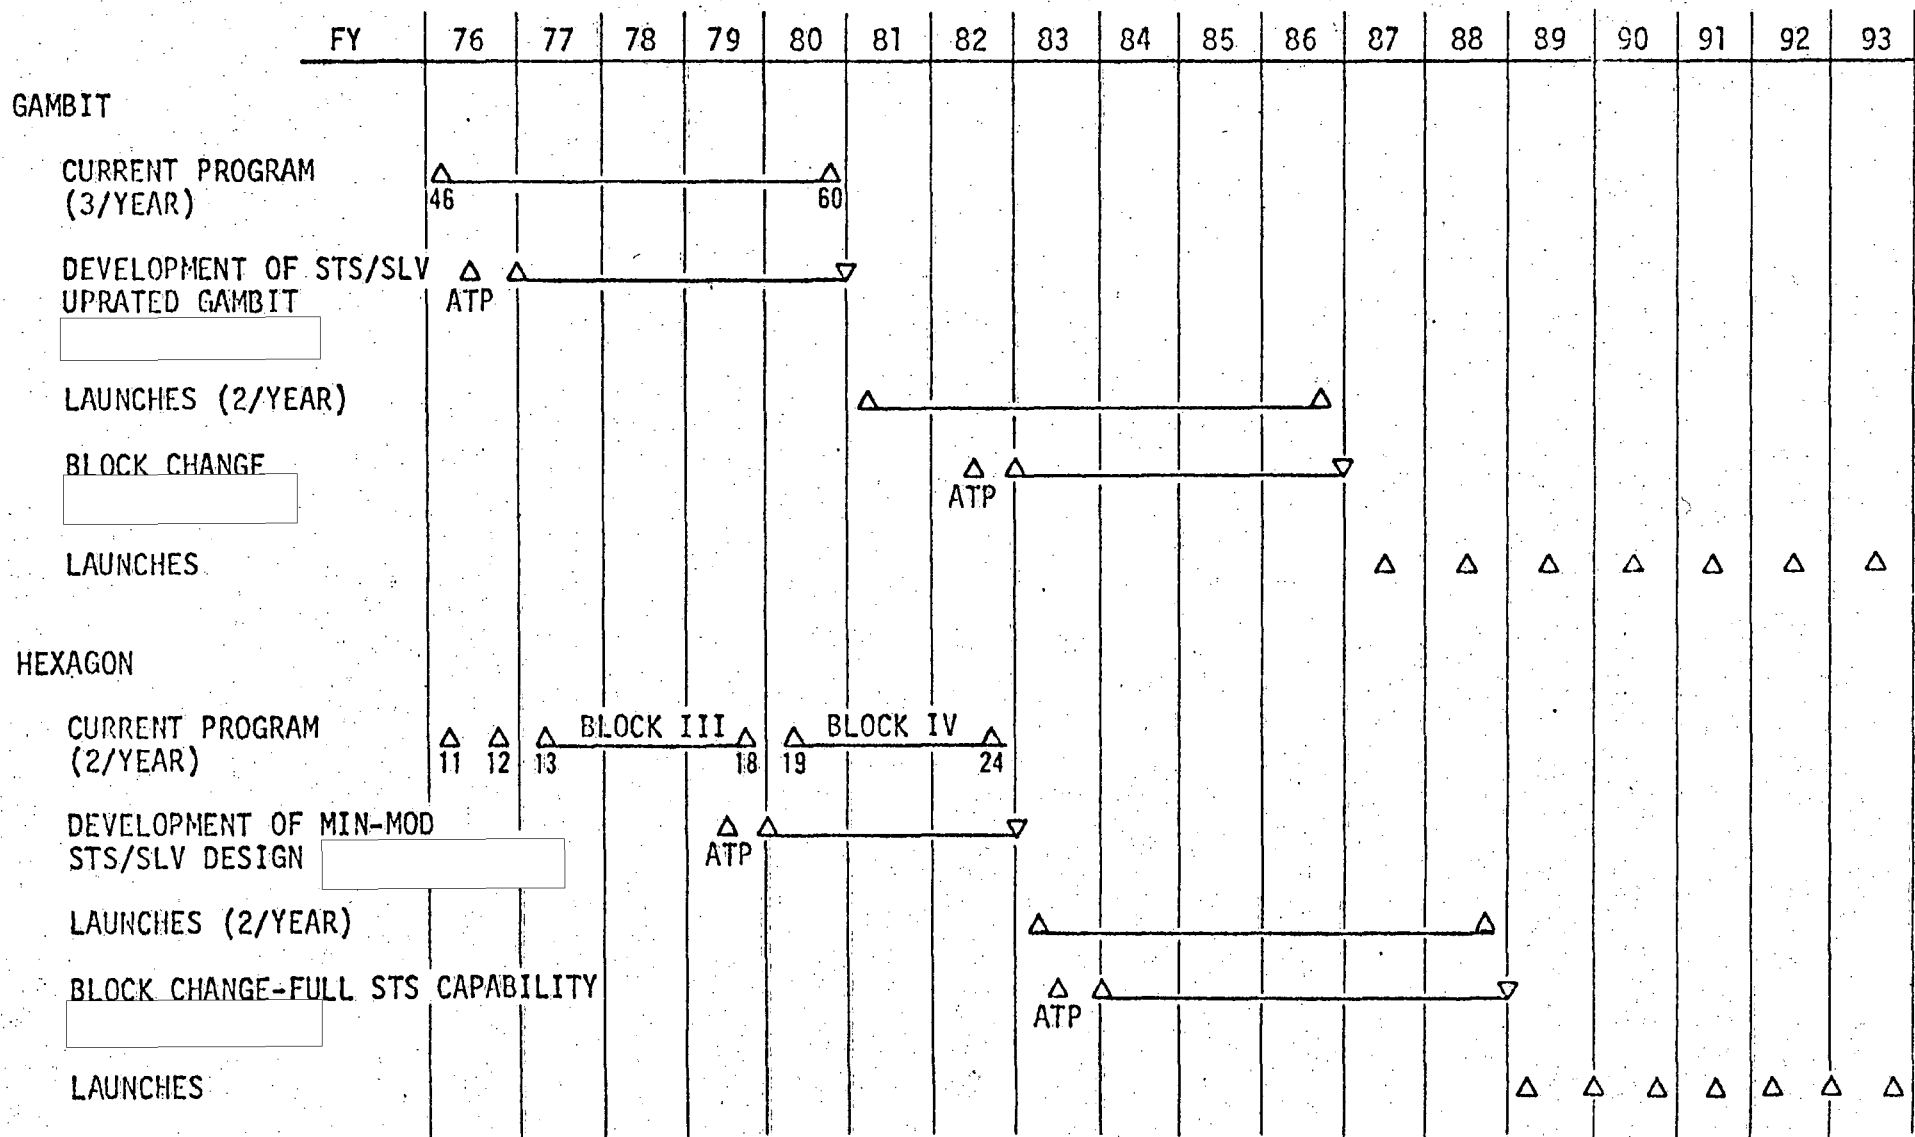 FY 76 77 78 79 80 81 82 83 84 85 86 87 88 89 90 91 92 93
GAMBIT
CURRENT PROGRAM
(3/YEAR)
46 60
DEVELOPMENT OF STS/SLV
UPRATED GAMBIT
ATP
LAUNCHES (2/YEAR)
BLOCK CHANGE
ATP
LAUNCHES
HEXAGON
CURRENT PROGRAM
(2/YEAR)
BLOCK III BLOCK IV
11 12 13 18 19 24
DEVELOPMENT OF MIN-MOD
STS/SLV DESIGN
ATP
LAUNCHES (2/YEAR)
BLOCK CHANGE-FULL STS CAPABILITY
ATP
LAUNCHES